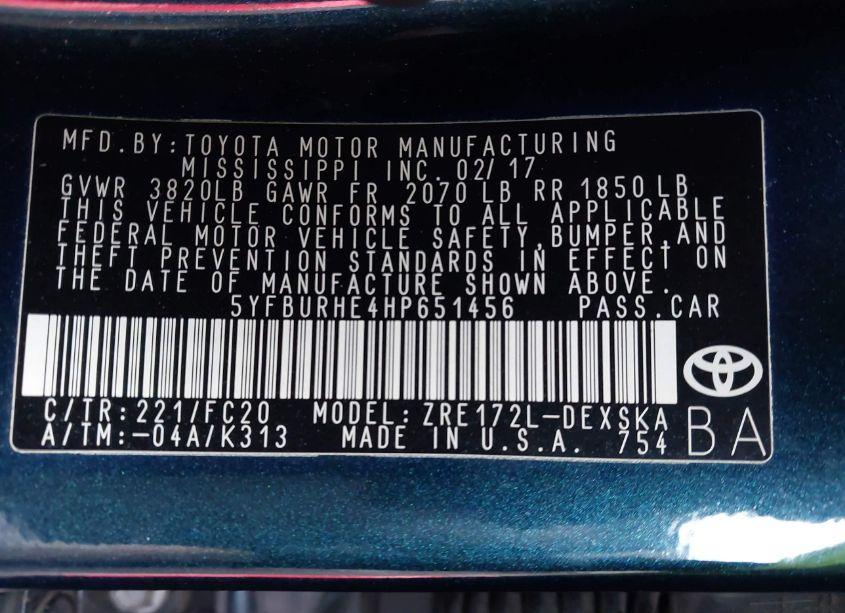 MFD.BY:TOYOTA MOTOR MANUFACTURING
MISSISSIPPI INC. 02/17
GVWR 3820LB GAWR FR 2070LB RR 1850LB
THIS VEHICLE CONFORMS TO ALL APPLICABLE
FEDERAL MOTOR VEHICLE SAFETY,BUMPER,AND
THEFT PREVENTION STANDARDS IN EFFECT ON
THE DATE OF MANUFACTURE SHOWN ABOVE.
5YFBURHE4HP651456 PASS.CAR
C/TR:221/FC20 MODEL:ZRE172L-DEXSKA
A/TM:-04A/K313 MADE IN U.S.A. 754 BA